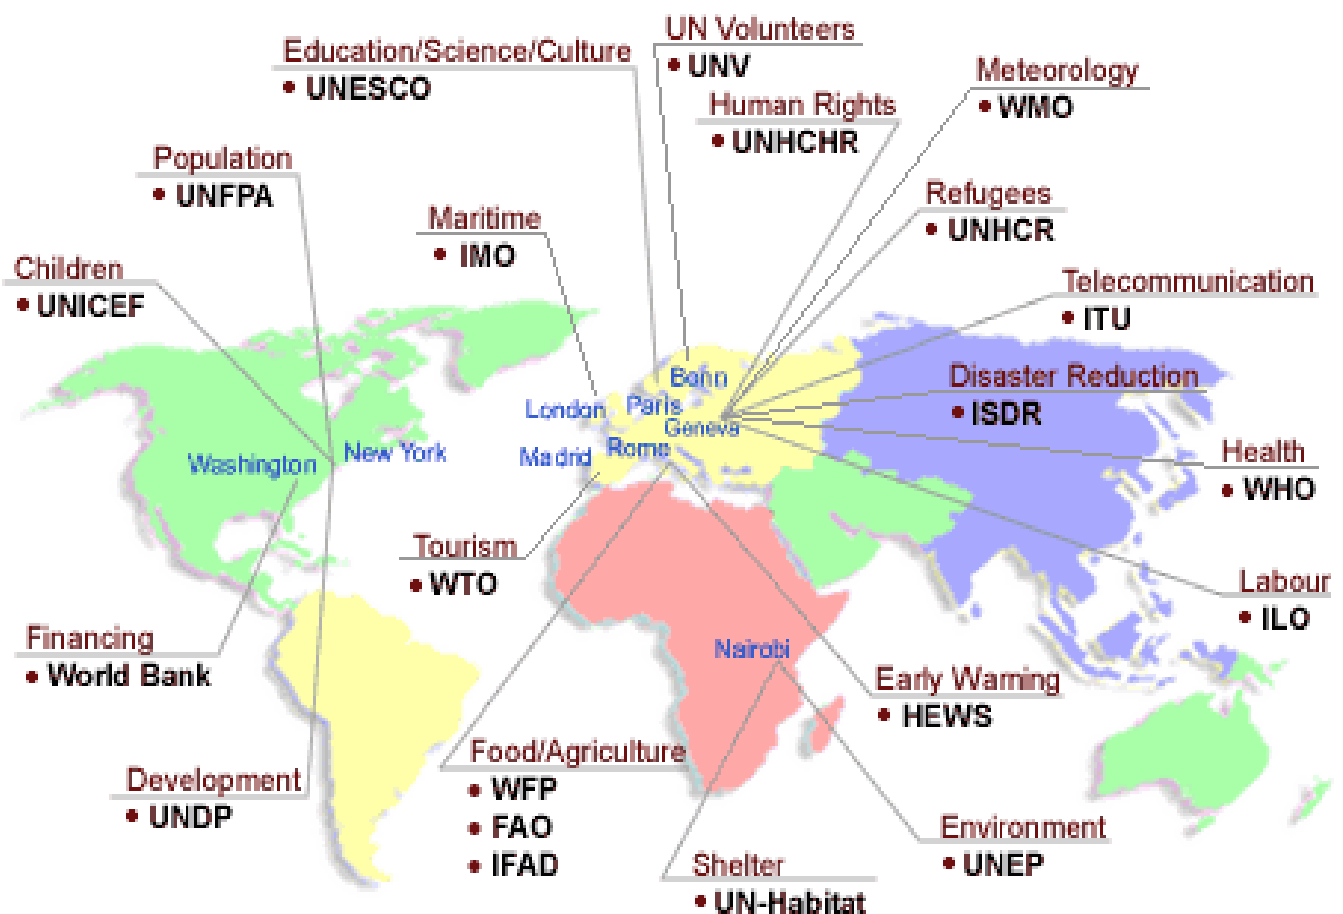 UN Volunteers
• UNV
Education/Science/Culture
• UNESCO
Meteorology
• WMO
Human Rights
• UNHCHR
Population
• UNFPA
Refugees
• UNHCR
Maritime
• IMO
Children
• UNICEF
Telecommunication
• ITU
Disaster Reduction
• ISDR
Bonn
London
Paris
Geneva
Madrid
Rome
New York
Washington
Health
• WHO
Tourism
• WTO
Labour
• ILO
Financing
• World Bank
Nairobi
Early Warning
• HEWS
Food/Agriculture
• WFP
• FAO
• IFAD
Development
• UNDP
Environment
• UNEP
Shelter
• UN-Habitat